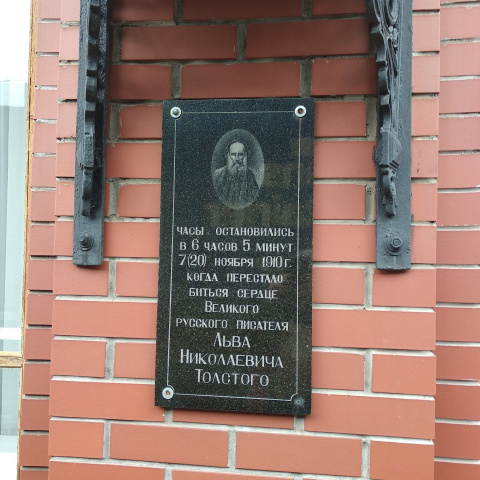 часы остановились
в 6 часов 5 минут
7(20) ноября 1910 г.
когда перестало
биться сердце
Великого
русского писателя
Льва
Николаевича
Толстого